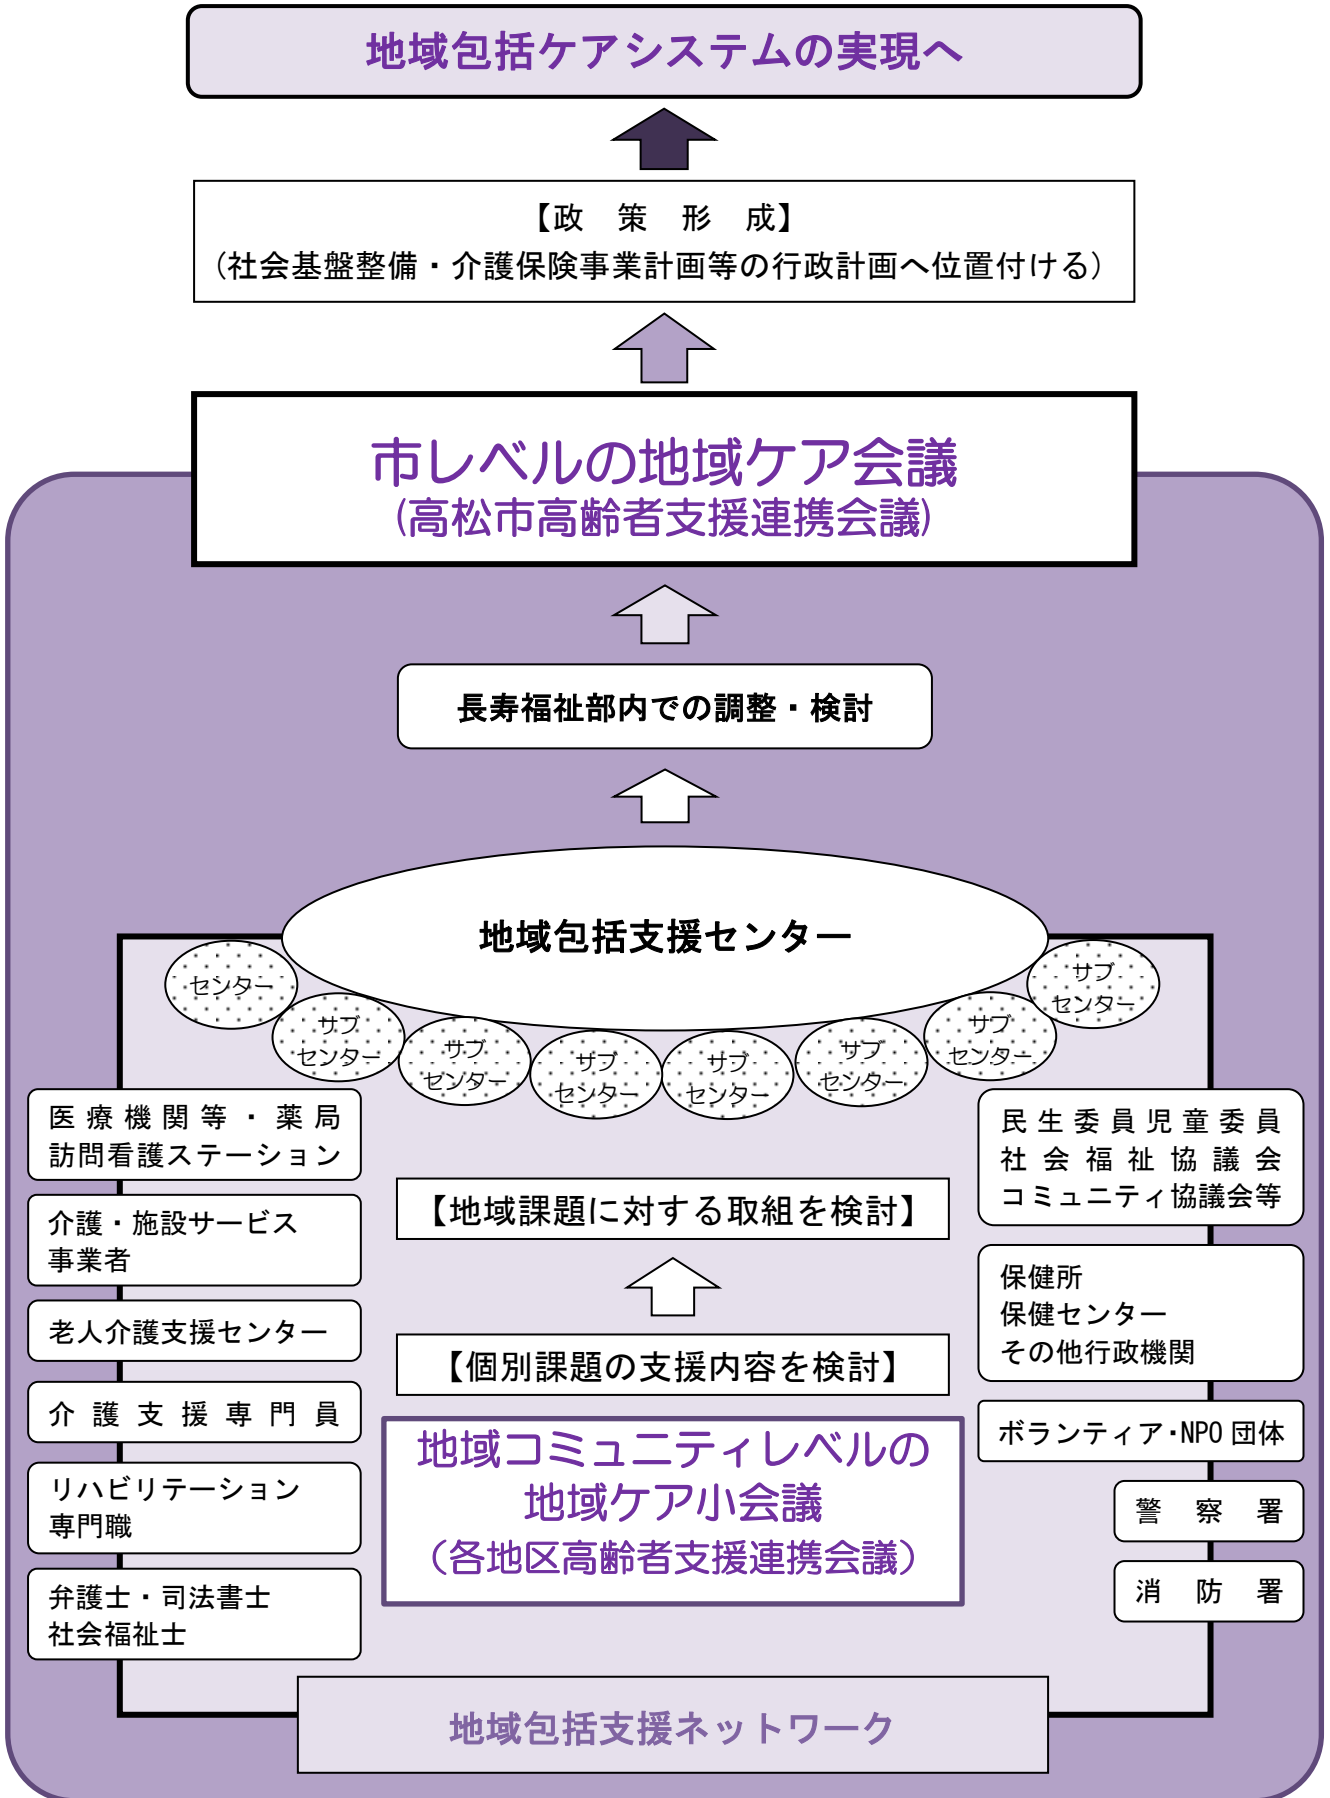 地域包括ケアシステムの実現へ
【政　策　形　成】
（社会基盤整備・介護保険事業計画等の行政計画へ位置付ける）
市レベルの地域ケア会議
(高松市高齢者支援連携会議)
長寿福祉部内での調整・検討
地域包括支援センター
センター
サブ
センター
サブ
センター
サブ
センター
サブ
センター
サブ
センター
サブ
センター
サブ
センター
医療機関等・薬局
訪問看護ステーション
介護・施設サービス
事業者
老人介護支援センター
介護支援専門員
リハビリテーション
専門職
弁護士・司法書士
社会福祉士
【地域課題に対する取組を検討】
【個別課題の支援内容を検討】
地域コミュニティレベルの
地域ケア小会議
（各地区高齢者支援連携会議）
民生委員児童委員
社会福祉協議会
コミュニティ協議会等
保健所
保健センター
その他行政機関
ボランティア・NPO団体
警　察　署
消　防　署
地域包括支援ネットワーク